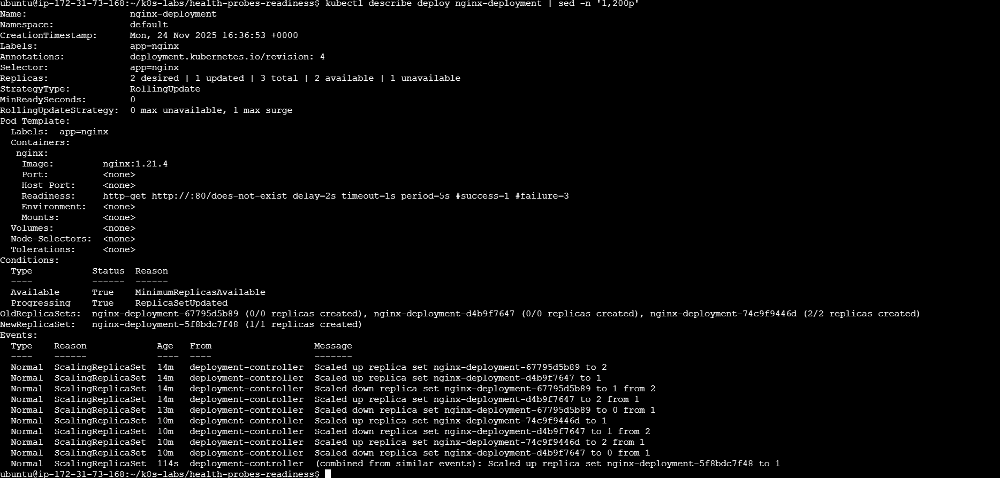 ubuntu@ip-172-31-73-168:~/k8s-labs/health-probes-readiness$ kubectl describe deploy nginx-deployment | sed -n '1,200p'
Name:                   nginx-deployment
Namespace:              default
CreationTimestamp:      Mon, 24 Nov 2025 16:36:53 +0000
Labels:                 app=nginx
Annotations:            deployment.kubernetes.io/revision: 4
Selector:               app=nginx
Replicas:               2 desired | 1 updated | 3 total | 2 available | 1 unavailable
StrategyType:           RollingUpdate
MinReadySeconds:        0
RollingUpdateStrategy:  0 max unavailable, 1 max surge
Pod Template:
  Labels:  app=nginx
  Containers:
   nginx:
    Image:         nginx:1.21.4
    Port:          <none>
    Host Port:     <none>
    Readiness:     http-get http://:80/does-not-exist delay=2s timeout=1s period=5s #success=1 #failure=3
    Environment:   <none>
    Mounts:        <none>
  Volumes:         <none>
  Node-Selectors:  <none>
  Tolerations:     <none>
Conditions:
  Type           Status  Reason
  ----           ------  ------
  Available      True    MinimumReplicasAvailable
  Progressing    True    ReplicaSetUpdated
OldReplicaSets:  nginx-deployment-67795d5b89 (0/0 replicas created), nginx-deployment-d4b9f7647 (0/0 replicas created), nginx-deployment-74c9f9446d (2/2 replicas created)
NewReplicaSet:   nginx-deployment-5f8bdc7f48 (1/1 replicas created)
Events:
  Type    Reason             Age   From                   Message
  ----    ------             ----  ----                   -------
  Normal  ScalingReplicaSet  14m   deployment-controller  Scaled up replica set nginx-deployment-67795d5b89 to 2
  Normal  ScalingReplicaSet  14m   deployment-controller  Scaled up replica set nginx-deployment-d4b9f7647 to 1
  Normal  ScalingReplicaSet  14m   deployment-controller  Scaled down replica set nginx-deployment-67795d5b89 to 1 from 2
  Normal  ScalingReplicaSet  14m   deployment-controller  Scaled up replica set nginx-deployment-d4b9f7647 to 2 from 1
  Normal  ScalingReplicaSet  13m   deployment-controller  Scaled down replica set nginx-deployment-67795d5b89 to 0 from 1
  Normal  ScalingReplicaSet  10m   deployment-controller  Scaled up replica set nginx-deployment-74c9f9446d to 1
  Normal  ScalingReplicaSet  10m   deployment-controller  Scaled down replica set nginx-deployment-d4b9f7647 to 1 from 2
  Normal  ScalingReplicaSet  10m   deployment-controller  Scaled up replica set nginx-deployment-74c9f9446d to 2 from 1
  Normal  ScalingReplicaSet  10m   deployment-controller  Scaled down replica set nginx-deployment-d4b9f7647 to 0 from 1
  Normal  ScalingReplicaSet  114s  deployment-controller  (combined from similar events): Scaled up replica set nginx-deployment-5f8bdc7f48 to 1
ubuntu@ip-172-31-73-168:~/k8s-labs/health-probes-readiness$